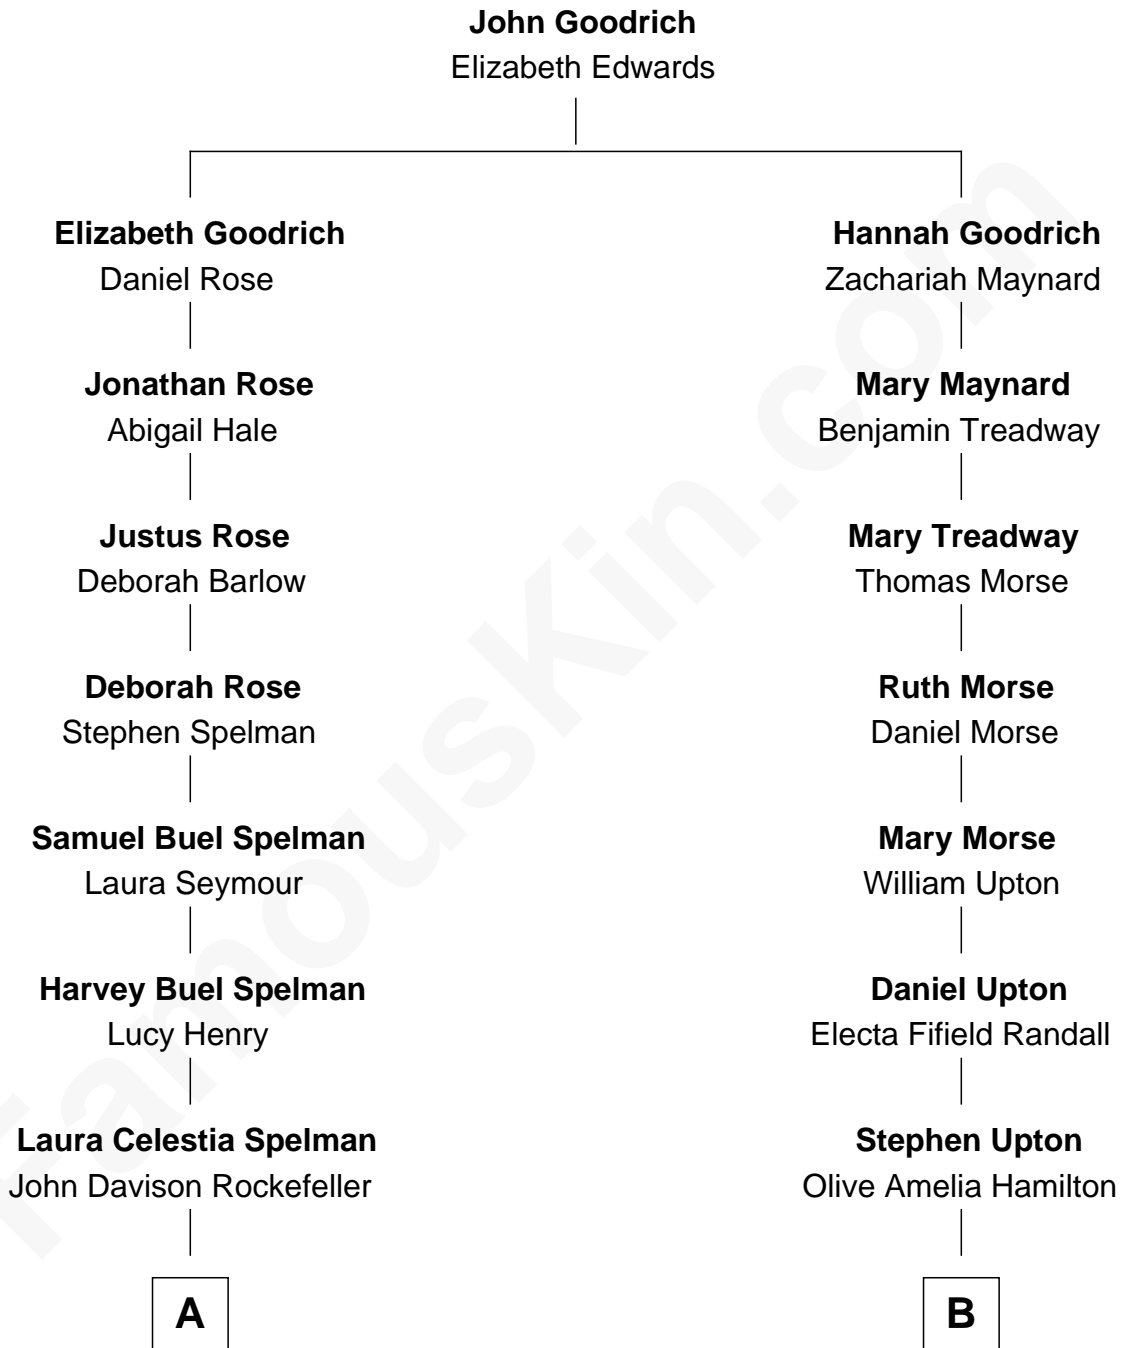 John Goodrich
Elizabeth Edwards
Elizabeth Goodrich
Daniel Rose
Hannah Goodrich
Zachariah Maynard
Jonathan Rose
Abigail Hale
Mary Maynard
Benjamin Treadway
Justus Rose
Deborah Barlow
Mary Treadway
Thomas Morse
Deborah Rose
Stephen Spelman
Ruth Morse
Daniel Morse
Samuel Buel Spelman
Laura Seymour
Mary Morse
William Upton
Harvey Buel Spelman
Lucy Henry
Daniel Upton
Electa Fifield Randall
Laura Celestia Spelman
John Davison Rockefeller
Stephen Upton
Olive Amelia Hamilton
A
B
FamousKin.com